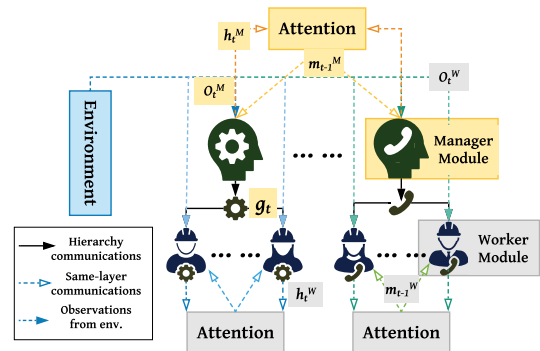 h_t^M
Attention
m_{t-1}^M
O_t^M
O_t^W
Environment
Manager
Module
... ...
... ...
g_t
Hierarchy
communications
Same-layer
communications
Observations
from env.
... ...
... ...
Worker
Module
h_t^W
m_{t-1}^W
Attention
Attention